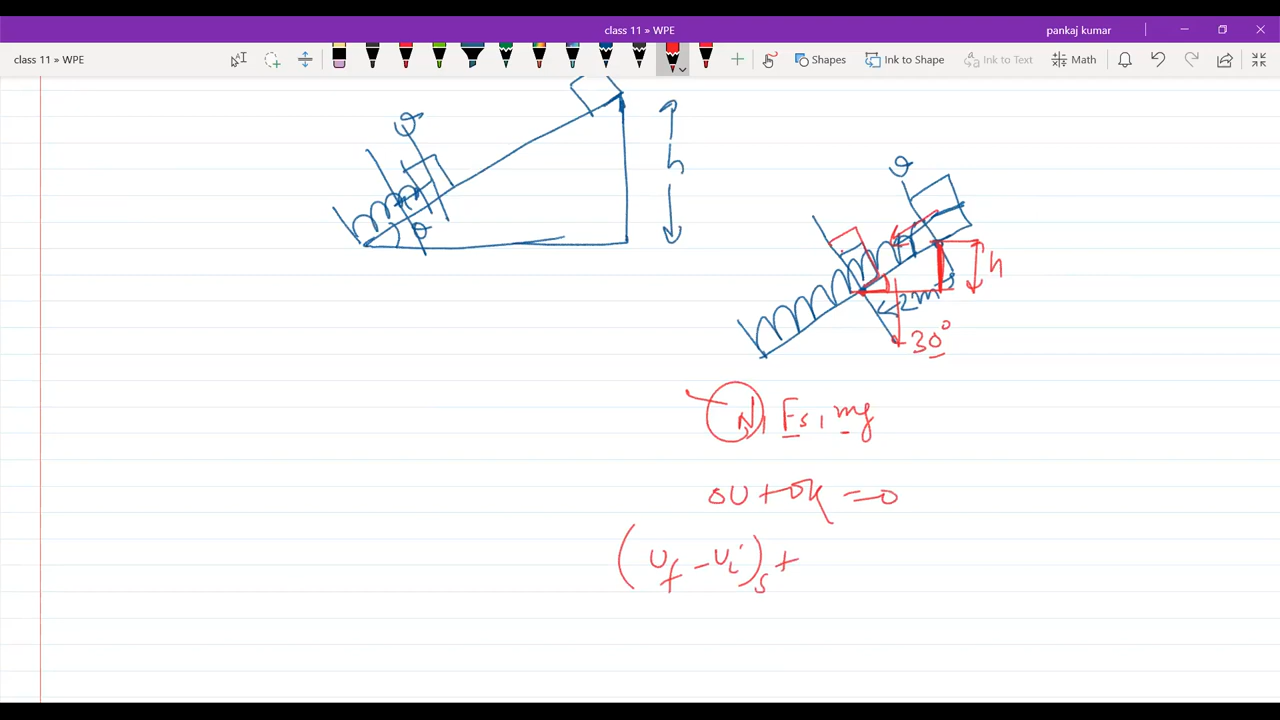 class 11 » WPE
pankaj kumar
class 11 » WPE
Shapes
Ink to Shape
Ink to Text
Math
h
θ
h
2m
30°
N, Fs, mg
ΔU + ΔK = 0
(Uf - Ui)s +